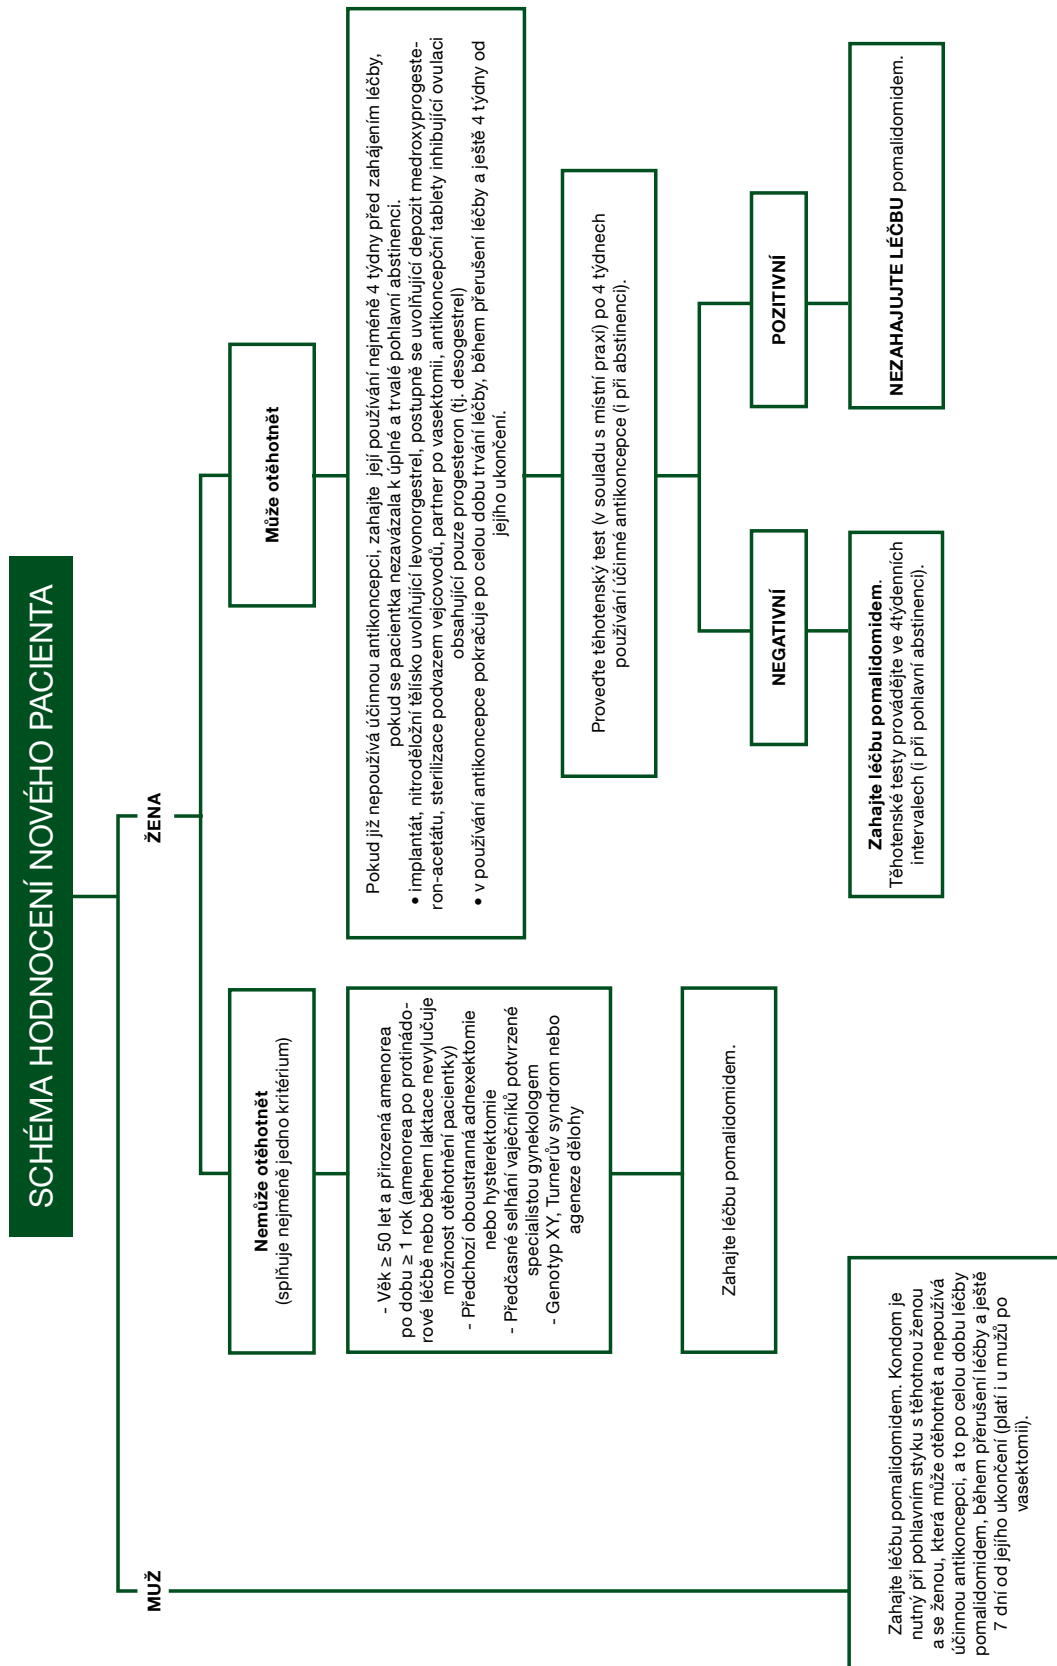 SCHÉMA HODNOCENÍ NOVÉHO PACIENTA
MUŽ
ŽENA
Zahajte léčbu pomalidomidem. Kondom je
nutný při pohlavním styku s těhotnou ženou
a se ženou, která může otěhotnět a nepoužívá
účinnou antikoncepci, a to po celou dobu léčby
pomalidomidem, během přerušení léčby a ještě
7 dní od jejího ukončení (platí i u mužů po
vasektomii).
Nemůže otěhotnět
(splňuje nejméně jedno kritérium)
- Věk ≥ 50 let a přirozená amenorea
po dobu ≥ 1 rok (amenorea po protinádo-
rové léčbě nebo během laktace nevylučuje
možnost otěhotnění pacientky)
- Předchozí oboustranná adnexektomie
nebo hysterektomie
- Předčasné selhání vaječníků potvrzené
specialistou gynekologem
- Genotyp XY, Turnerův syndrom nebo
ageneze dělohy
Zahajte léčbu pomalidomidem.
Může otěhotnět
Pokud již nepoužívá účinnou antikoncepci, zahajte její používání nejméně 4 týdny před zahájením léčby,
pokud se pacientka nezavázala k úplné a trvalé pohlavní abstinenci.
• implantát, nitroděložní tělísko uvolňující levonorgestrel, postupně se uvolňující depozit medroxyprogeste-
ron-acetátu, sterilizace podvazem vejcovodů, partner po vasektomii, antikoncepční tablety inhibující ovulaci
obsahující pouze progesteron (tj. desogestrel)
• v používání antikoncepce pokračuje po celou dobu trvání léčby, během přerušení léčby a ještě 4 týdny od
jejího ukončení.
Proveďte těhotenský test (v souladu s místní praxí) po 4 týdnech
používání účinné antikoncepce (i při abstinenci).
NEGATIVNÍ
POZITIVNÍ
Zahajte léčbu pomalidomidem.
Těhotenské testy provádějte ve 4týdenních
intervalech (i při pohlavní abstinenci).
NEZAHAJUJTE LÉČBU pomalidomidem.